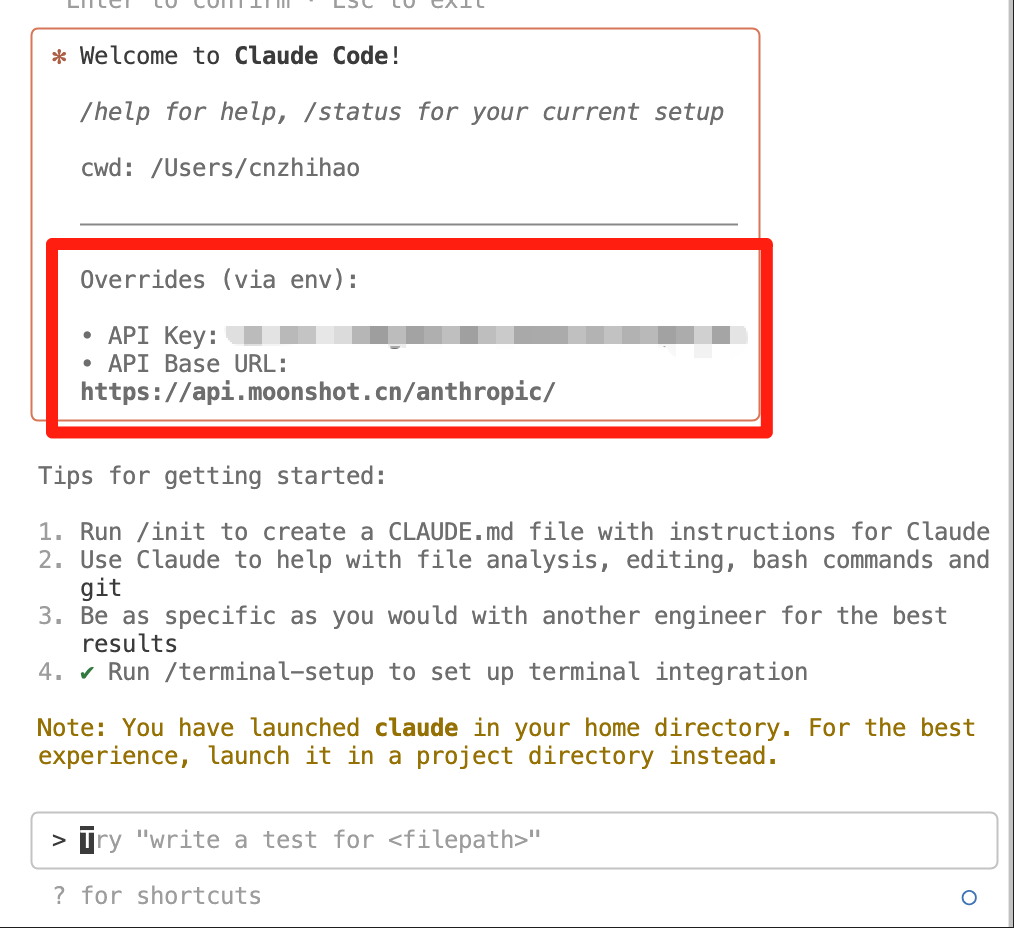 Enter to confirm · Esc to exit
✻ Welcome to Claude Code!
/help for help, /status for your current setup
cwd: /Users/cnzhihao
Overrides (via env):
• API Key:
• API Base URL:
https://api.moonshot.cn/anthropic/
Tips for getting started:
1. Run /init to create a CLAUDE.md file with instructions for Claude
2. Use Claude to help with file analysis, editing, bash commands and
git
3. Be as specific as you would with another engineer for the best
results
4. ✔ Run /terminal-setup to set up terminal integration
Note: You have launched claude in your home directory. For the best
experience, launch it in a project directory instead.
> Try "write a test for <filepath>"
? for shortcuts